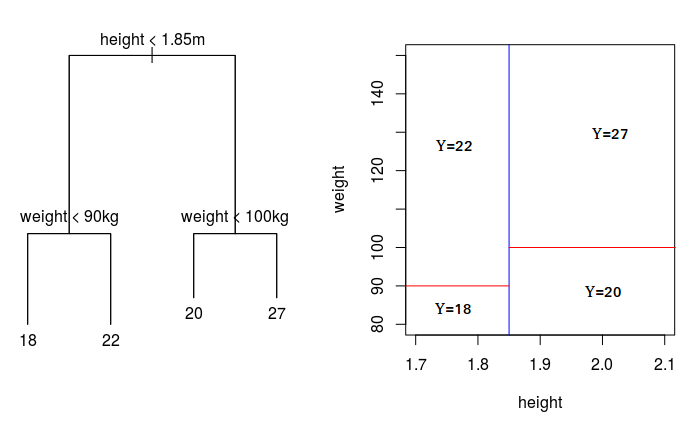 height < 1.85m
weight < 90kg
weight < 100kg
18
22
20
27
weight
140
120
100
90
80
Y=22
Y=27
Y=20
Y=18
1.7
1.8
1.9
2.0
2.1
height